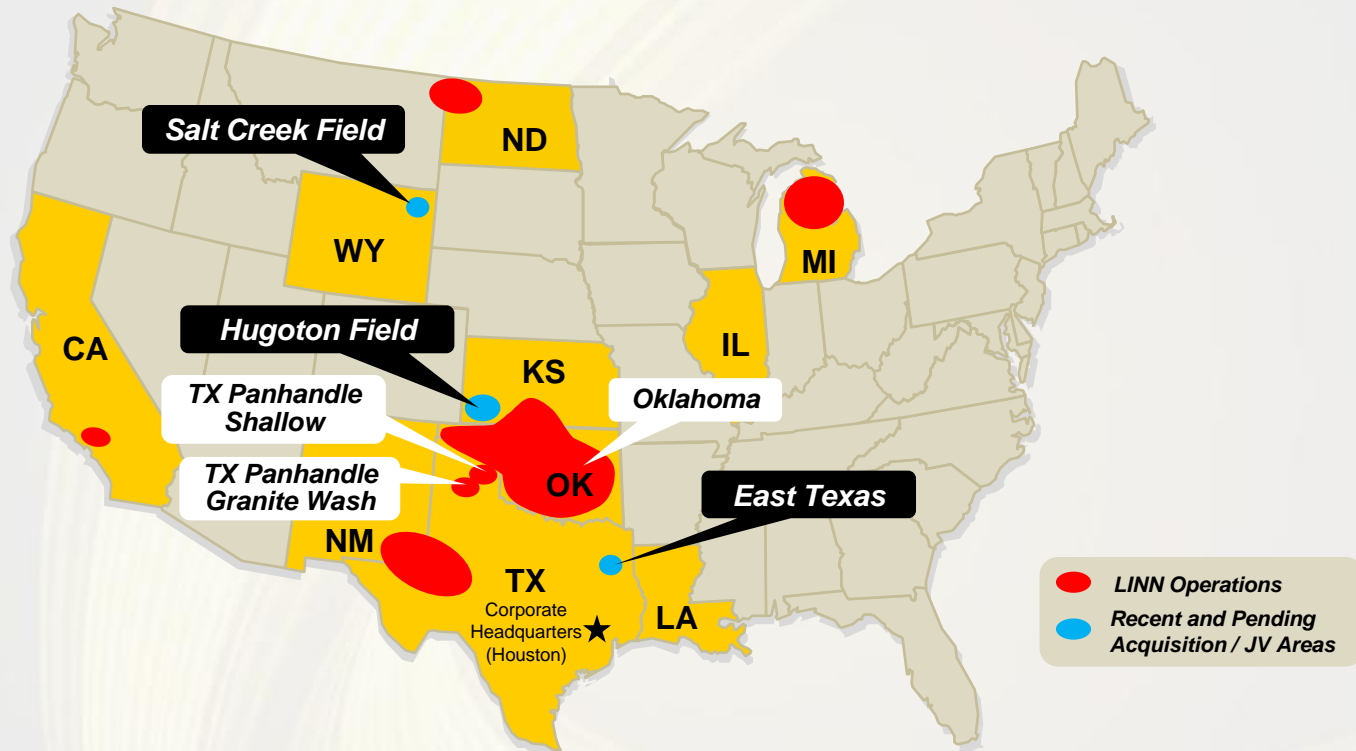 Salt Creek Field
ND
WY
MI
Hugoton Field
CA
IL
KS
TX Panhandle
Shallow
Oklahoma
TX Panhandle
Granite Wash
OK
East Texas
NM
TX
Corporate
Headquarters
(Houston)
LA
LINN Operations
Recent and Pending
Acquisition / JV Areas